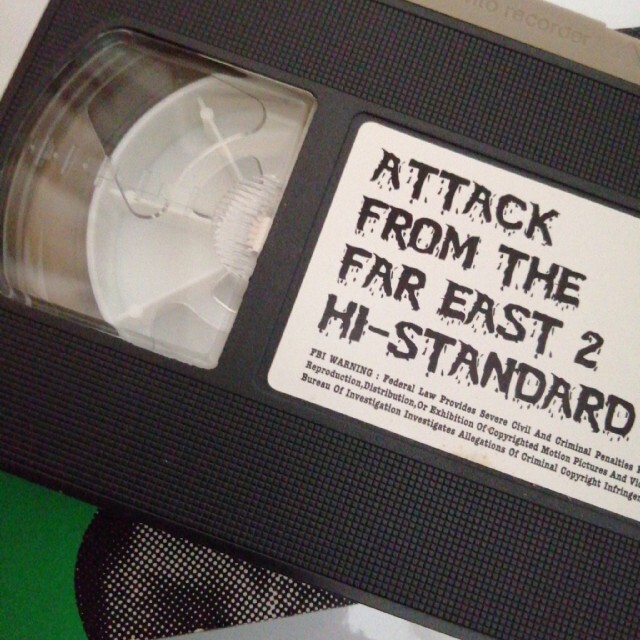 recorder
ATTACK
FROM THE
FAR EAST 2
HI-STANDARD
FBI WARNING : Federal Law Provides Severe Civil And Criminal Penalties
Reproduction,Distribution,Or Exhibition Of Copyrighted Motion Pictures And
Bureau Of Investigation Investigates Allegations Of Criminal Copyright